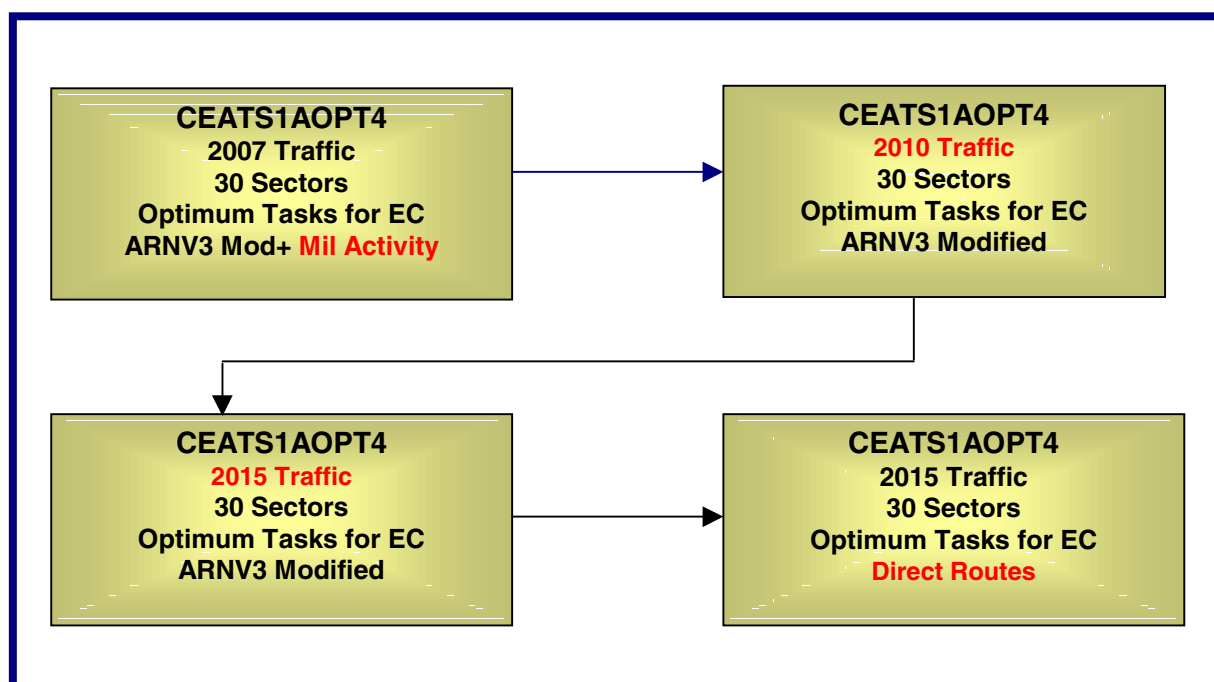 CEATS1AOPT4
2007 Traffic
30 Sectors
Optimum Tasks for EC
ARNV3 Mod+ Mil Activity
CEATS1AOPT4
2010 Traffic
30 Sectors
Optimum Tasks for EC
ARNV3 Modified
CEATS1AOPT4
2015 Traffic
30 Sectors
Optimum Tasks for EC
ARNV3 Modified
CEATS1AOPT4
2015 Traffic
30 Sectors
Optimum Tasks for EC
Direct Routes